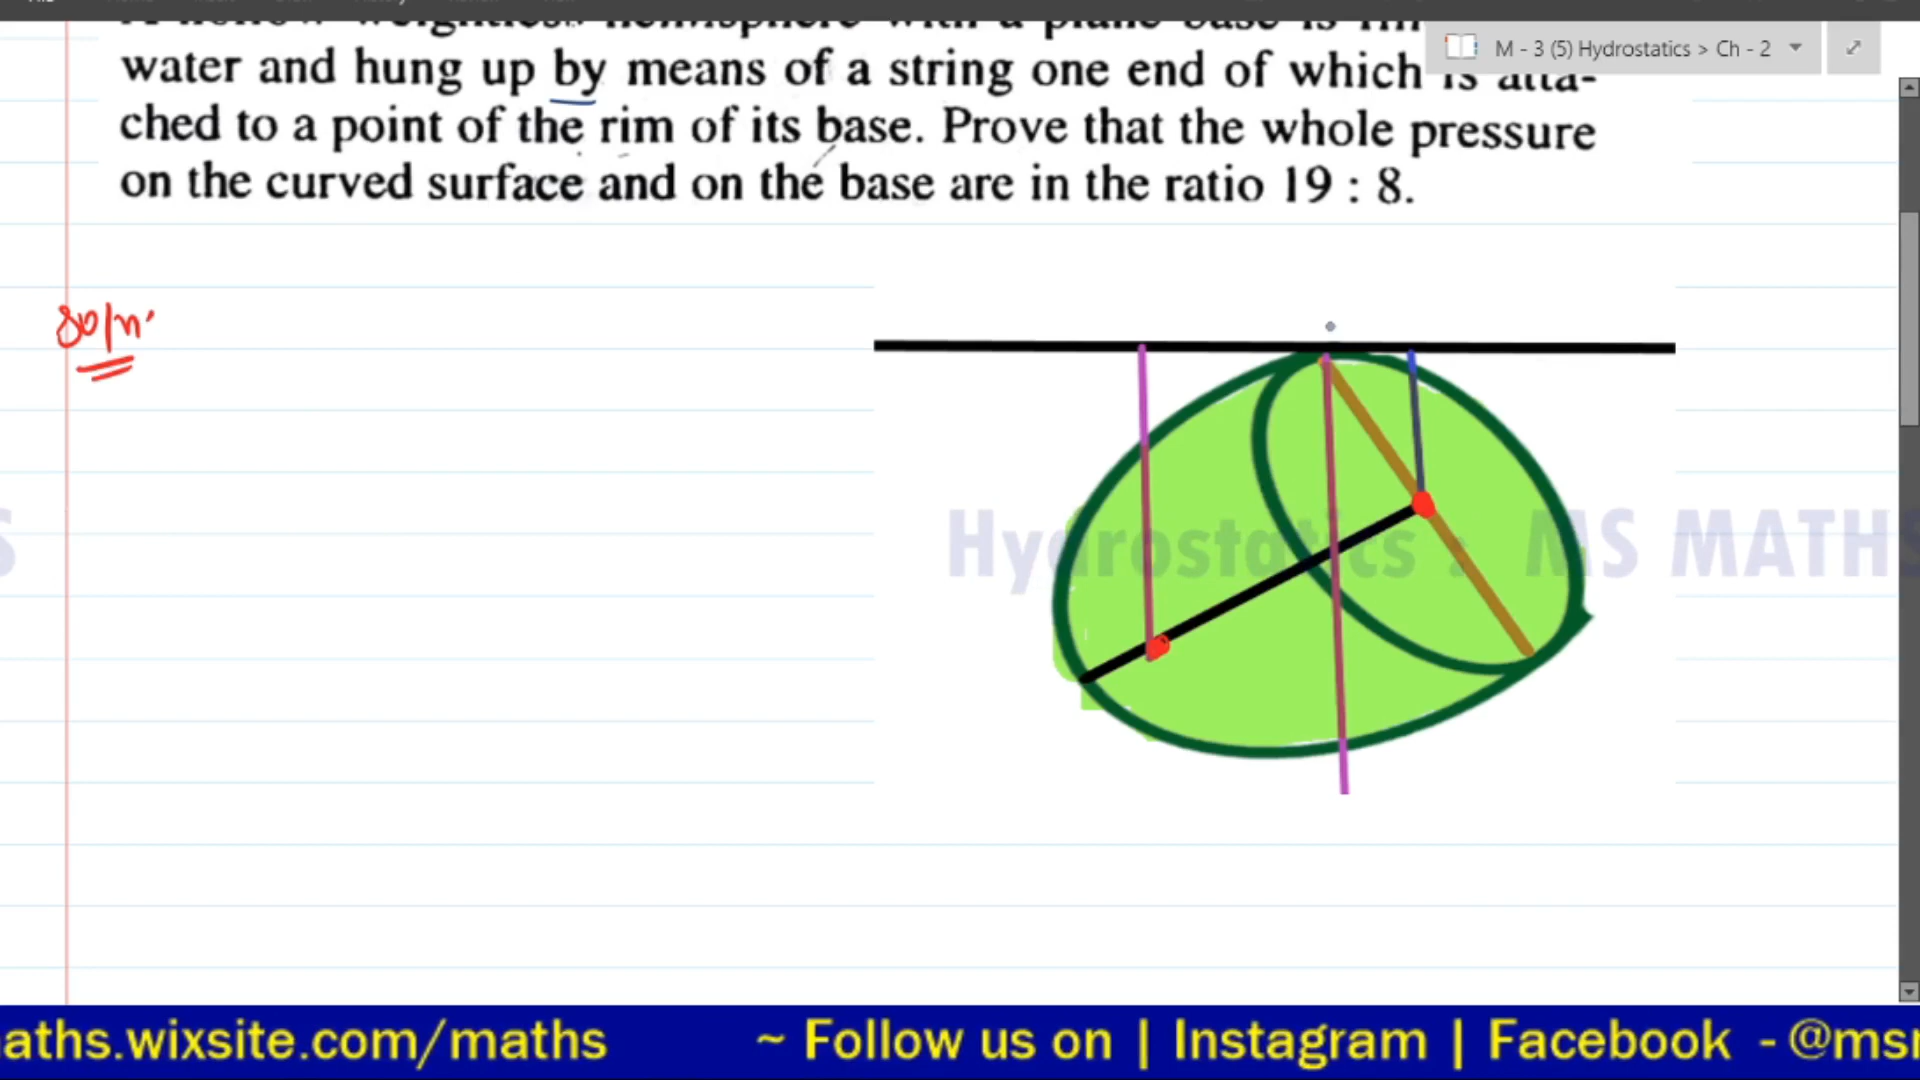 M - 3 (5) Hydrostatics > Ch - 2
water and hung up by means of a string one end of which is atta-
ched to a point of the rim of its base. Prove that the whole pressure
on the curved surface and on the base are in the ratio 19 : 8.
Soln.
Hydrostatics : MS MATHS
aths.wixsite.com/maths ~ Follow us on | Instagram | Facebook - @msm